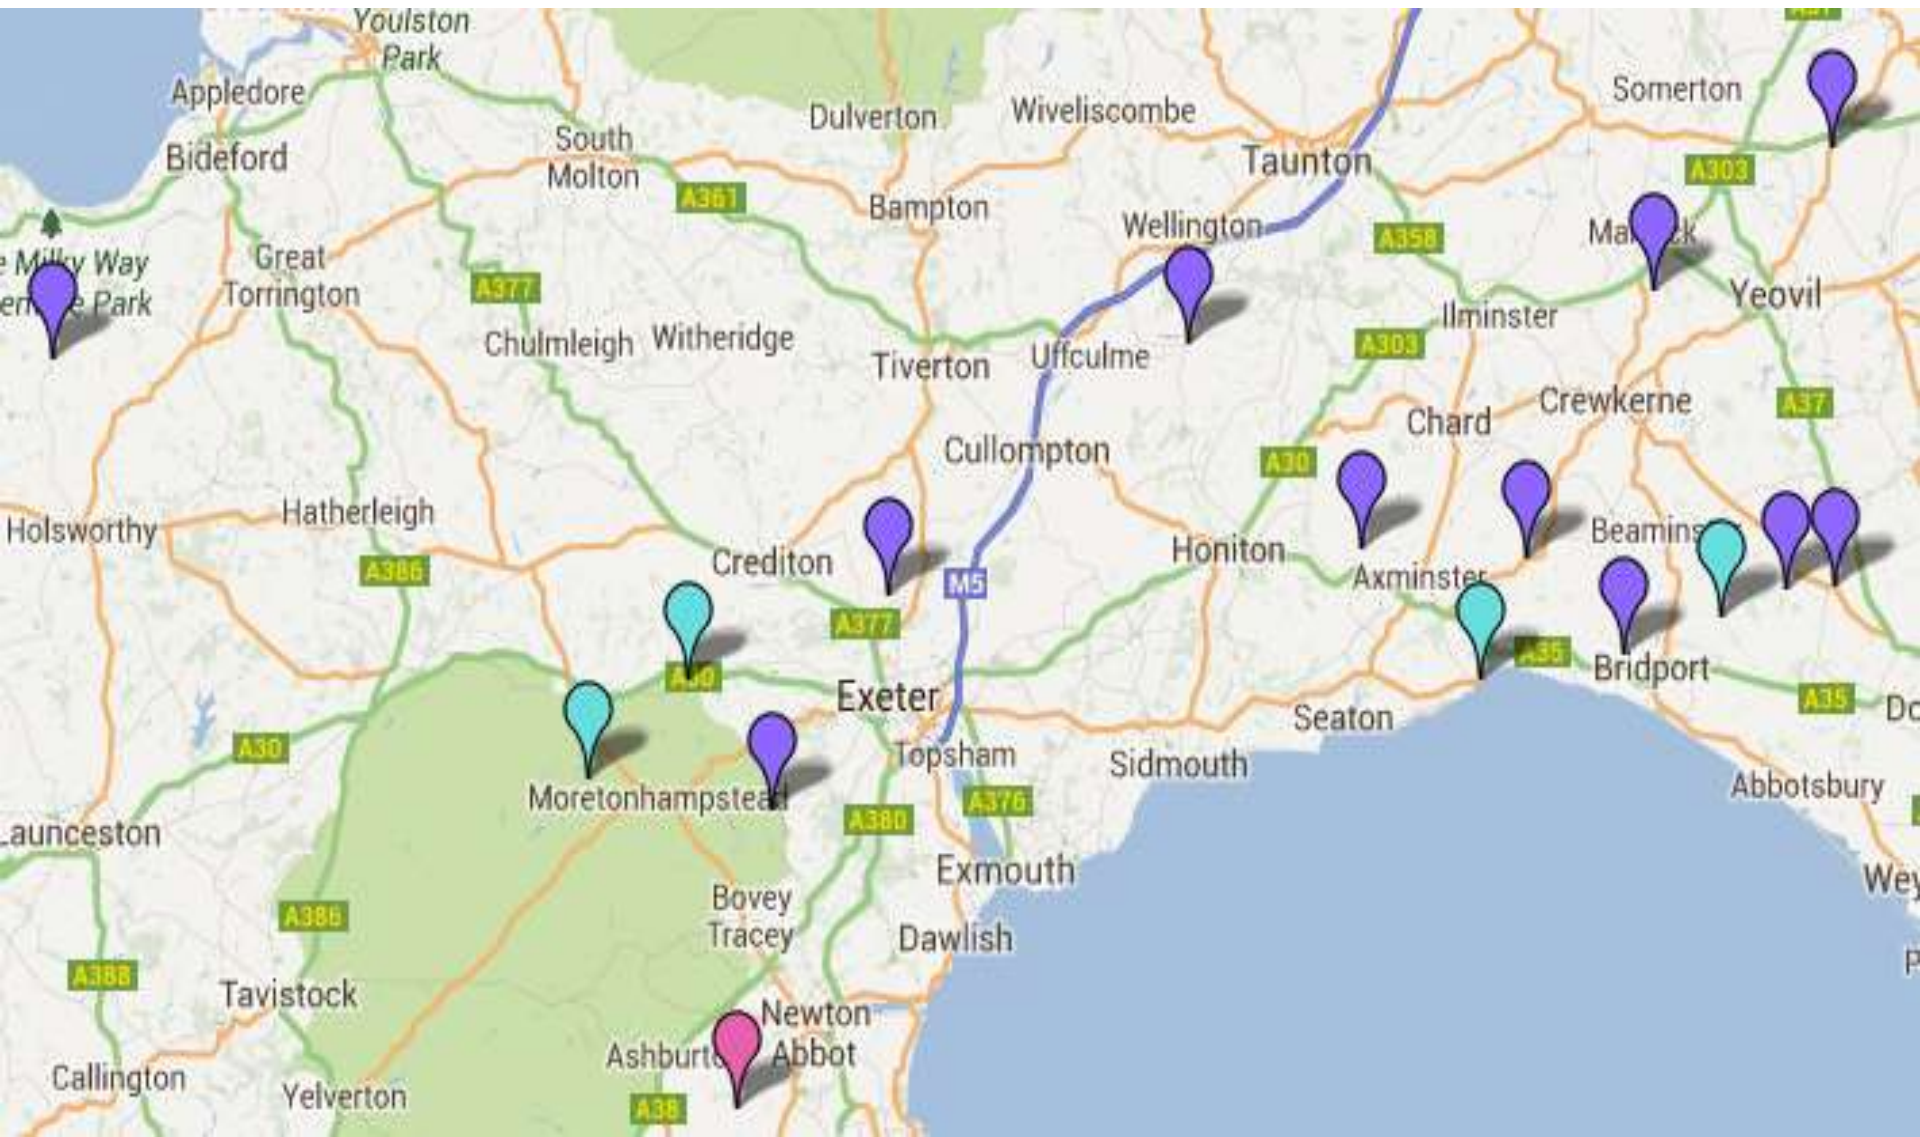 Youlston
Park
Appledore
Bideford
South
Molton
Dulverton
Wiveliscombe
Taunton
Somerton
A303
A361
Bampton
Wellington
A358
Great
Torrington
Way
Park
A377
Chulmleigh
Witheridge
Tiverton
Uffculme
Ilminster
Yeovil
A303
Crewkerne
A37
Chard
Cullompton
A30
Holsworthy
Hatherleigh
A386
Crediton
Honiton
Axminster
M5
A377
A35
Bridport
A35
Exeter
Seaton
A30
Topsham
Sidmouth
Abbotsbury
Moretonhampstead
A380
A376
Launceston
Exmouth
Wey
Bovey
Tracey
Dawlish
A386
A388
Tavistock
Newton
Abbot
Callington
Yelverton
A38